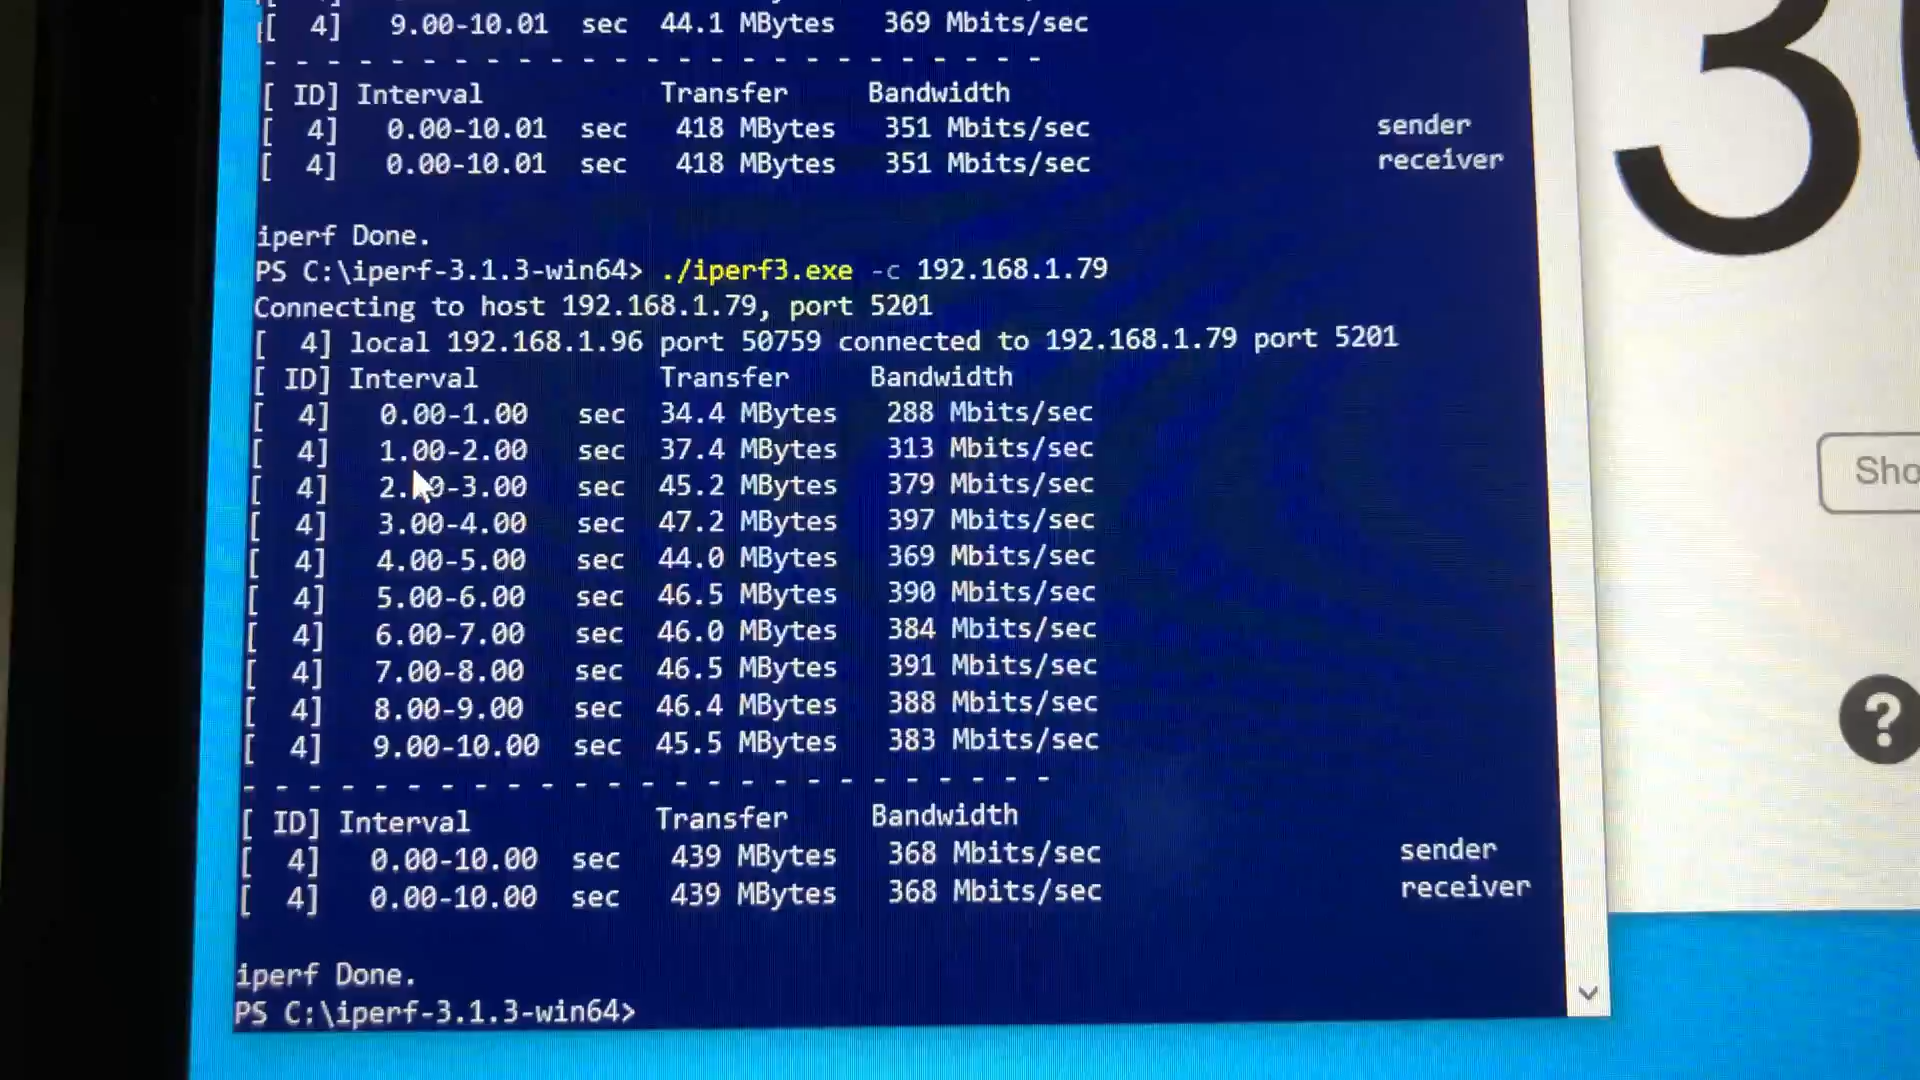 [ 4] 9.00-10.01 sec 44.1 MBytes 369 Mbits/sec
- - - - - - - - - - - - - - - - - - - - - - - - -
[ ID] Interval Transfer Bandwidth
[ 4] 0.00-10.01 sec 418 MBytes 351 Mbits/sec sender
[ 4] 0.00-10.01 sec 418 MBytes 351 Mbits/sec receiver
iperf Done.
PS C:\iperf-3.1.3-win64> ./iperf3.exe -c 192.168.1.79
Connecting to host 192.168.1.79, port 5201
[ 4] local 192.168.1.96 port 50759 connected to 192.168.1.79 port 5201
[ ID] Interval Transfer Bandwidth
[ 4] 0.00-1.00 sec 34.4 MBytes 288 Mbits/sec
[ 4] 1.00-2.00 sec 37.4 MBytes 313 Mbits/sec
[ 4] 2.00-3.00 sec 45.2 MBytes 379 Mbits/sec
[ 4] 3.00-4.00 sec 47.2 MBytes 397 Mbits/sec
[ 4] 4.00-5.00 sec 44.0 MBytes 369 Mbits/sec
[ 4] 5.00-6.00 sec 46.5 MBytes 390 Mbits/sec
[ 4] 6.00-7.00 sec 46.0 MBytes 384 Mbits/sec
[ 4] 7.00-8.00 sec 46.5 MBytes 391 Mbits/sec
[ 4] 8.00-9.00 sec 46.4 MBytes 388 Mbits/sec
[ 4] 9.00-10.00 sec 45.5 MBytes 383 Mbits/sec
- - - - - - - - - - - - - - - - - - - - - - - - -
[ ID] Interval Transfer Bandwidth
[ 4] 0.00-10.00 sec 439 MBytes 368 Mbits/sec sender
[ 4] 0.00-10.00 sec 439 MBytes 368 Mbits/sec receiver
iperf Done.
PS C:\iperf-3.1.3-win64>
3
Sho
?